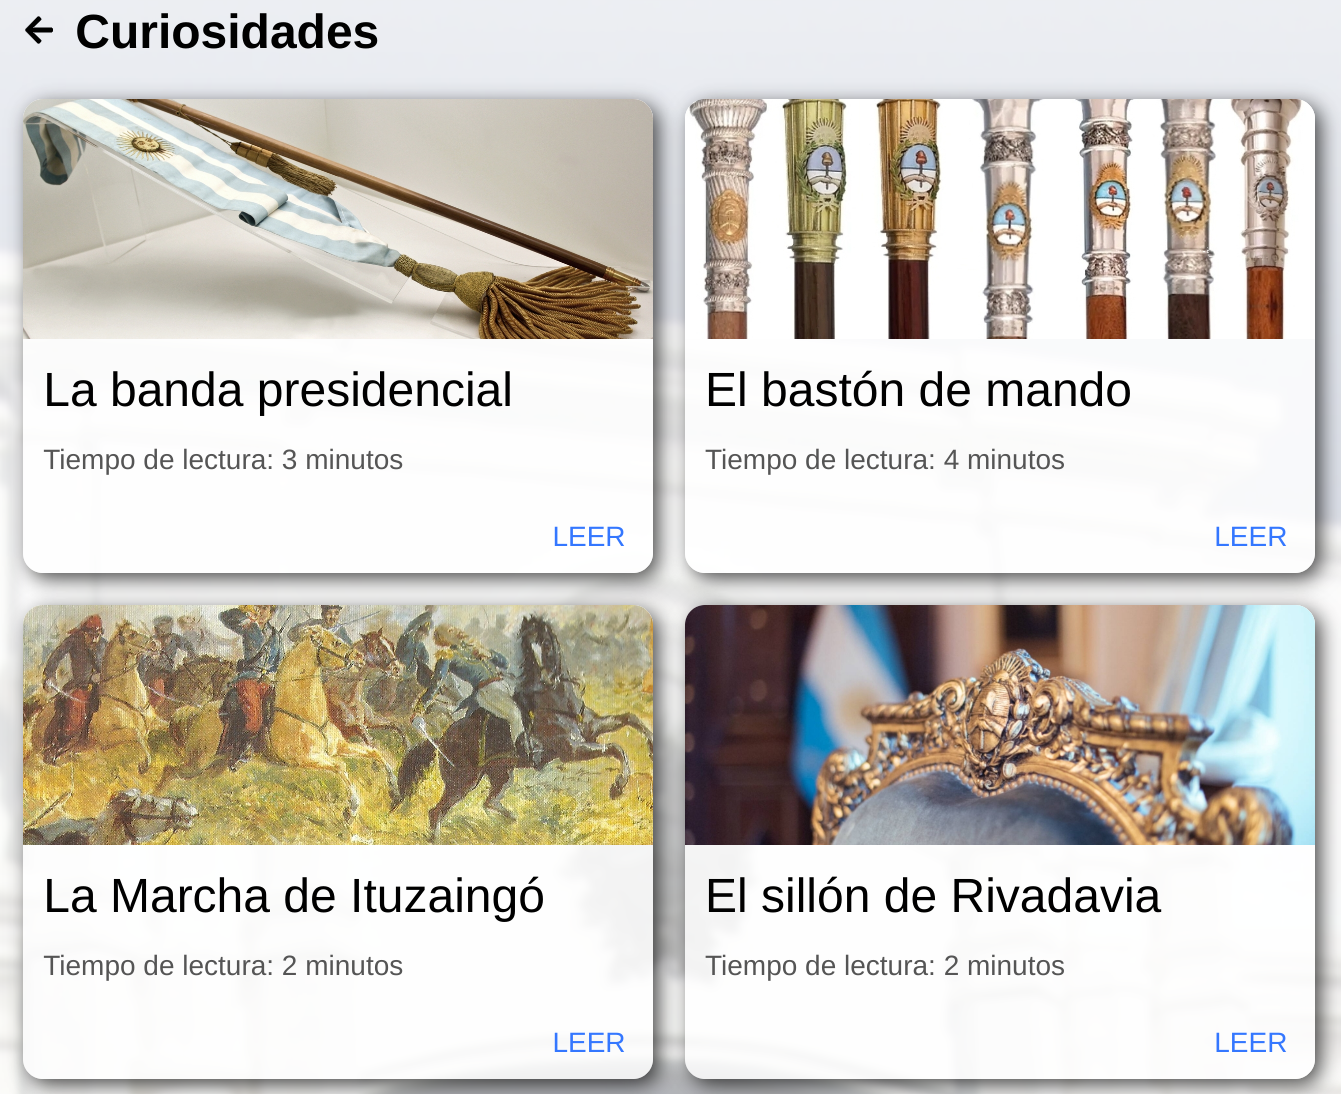 Curiosidades
La banda presidencial
Tiempo de lectura: 3 minutos
LEER
El bastón de mando
Tiempo de lectura: 4 minutos
LEER
La Marcha de Ituzaingó
Tiempo de lectura: 2 minutos
LEER
El sillón de Rivadavia
Tiempo de lectura: 2 minutos
LEER